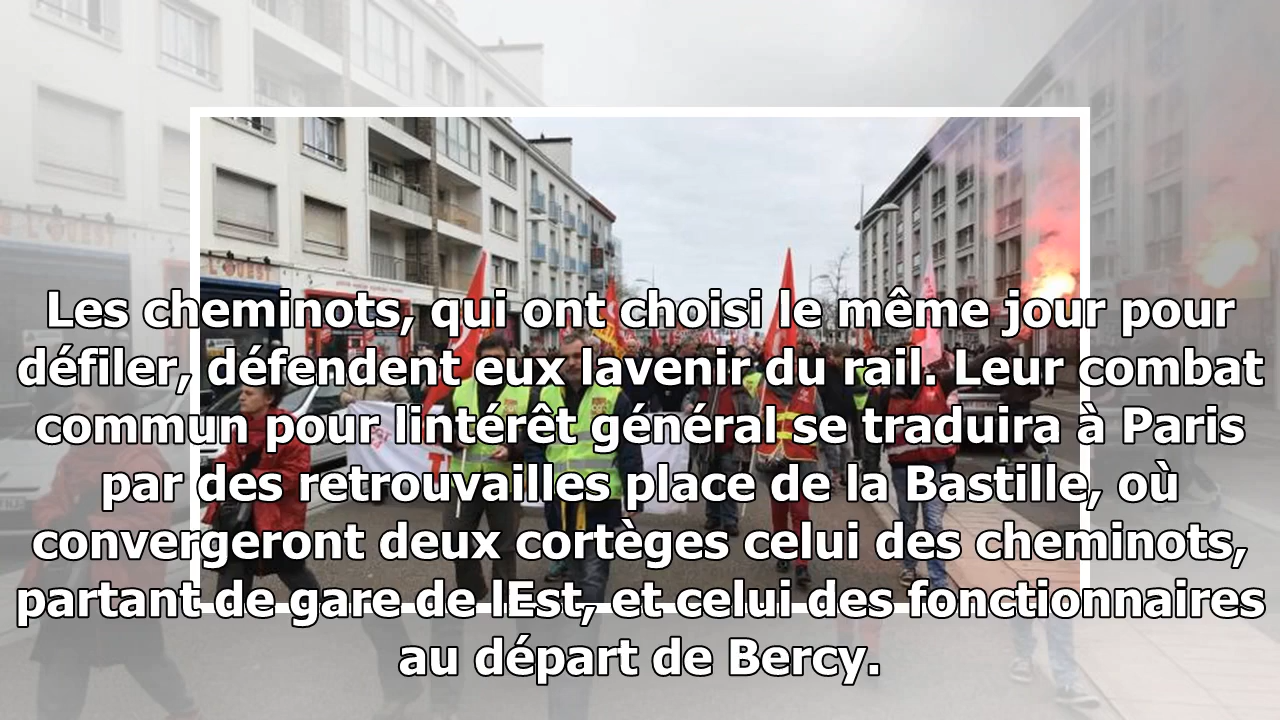 L'OUEST
Les cheminots, qui ont choisi le même jour pour
défiler, défendent eux lavenir du rail. Leur combat
commun pour lintérêt général se traduira à Paris
par des retrouvailles place de la Bastille, où
convergeront deux cortèges celui des cheminots,
partant de gare de lEst, et celui des fonctionnaires
au départ de Bercy.